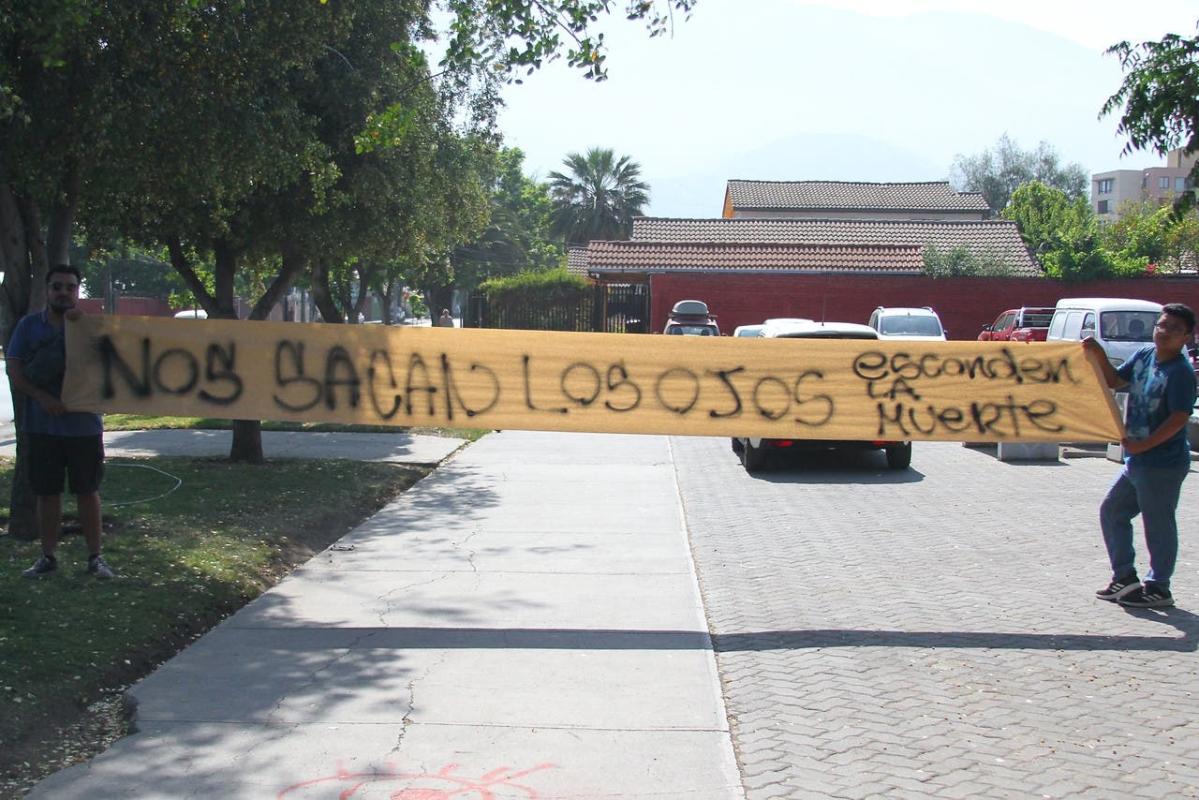 NOS SACAN LOS OJOS
esconden
LA
MUERTE